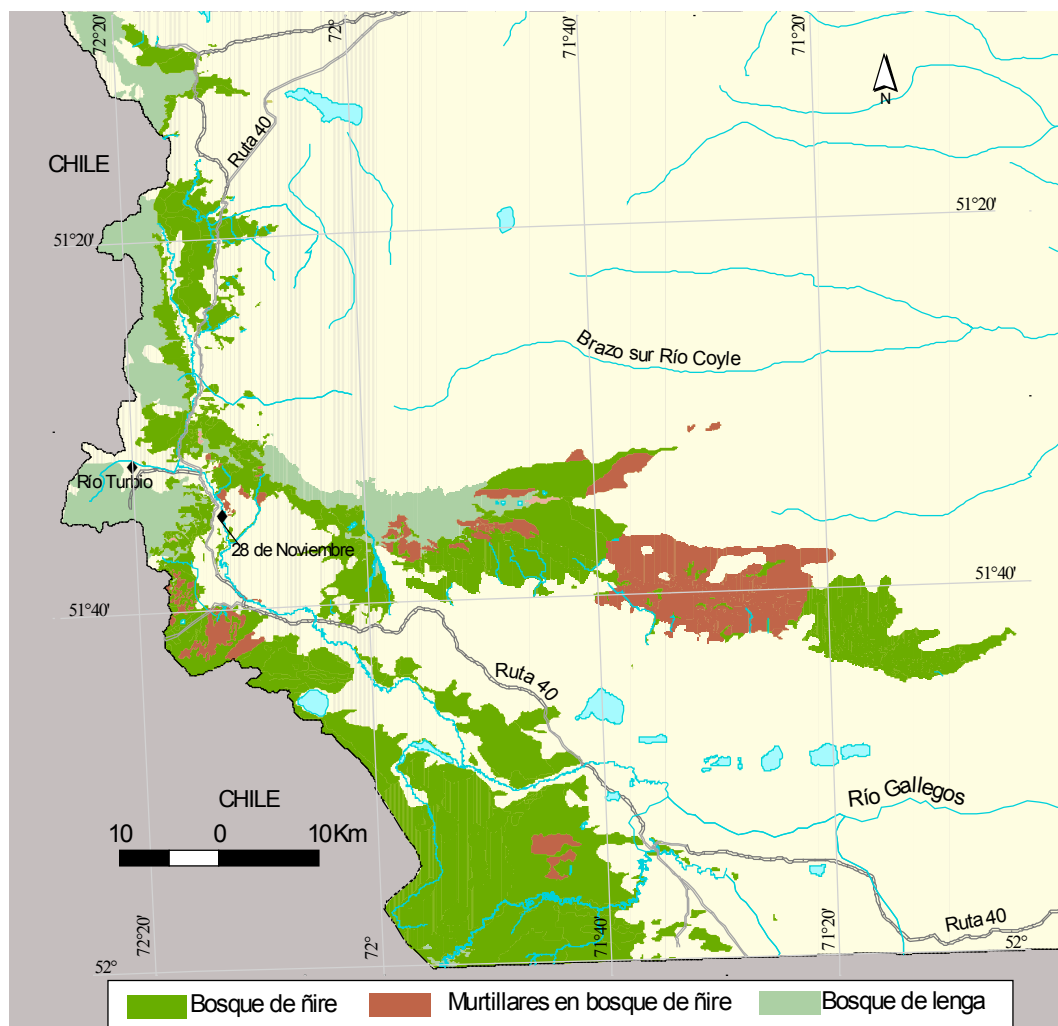 72°20'
72°
71°40'
71°20'
N
Ruta 40
CHILE
51°20'
51°20'
Brazo sur Río Coyle
Río Turbio
28 de Noviembre
51°40'
51°40'
Ruta 40
CHILE
Río Gallegos
10 0 10Km
72°20'
72°
71°40'
71°20'
Ruta 40
52°
52°
Bosque de ñire
Murtillares en bosque de ñire
Bosque de lenga